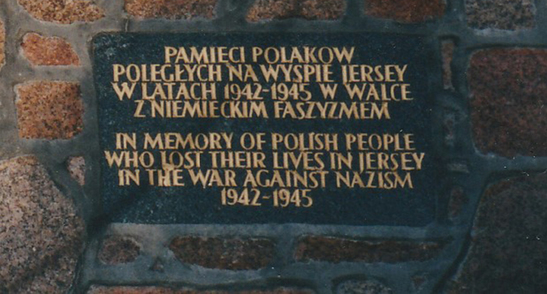 PAMIECI POLAKOW
POLEGŁYCH NA WYSPIE JERSEY
W LATACH 1942-1945 W WALCE
Z NIEMIECKIM FASZYZMEM
IN MEMORY OF POLISH PEOPLE
WHO LOST THEIR LIVES IN JERSEY
IN THE WAR AGAINST NAZISM
1942-1945